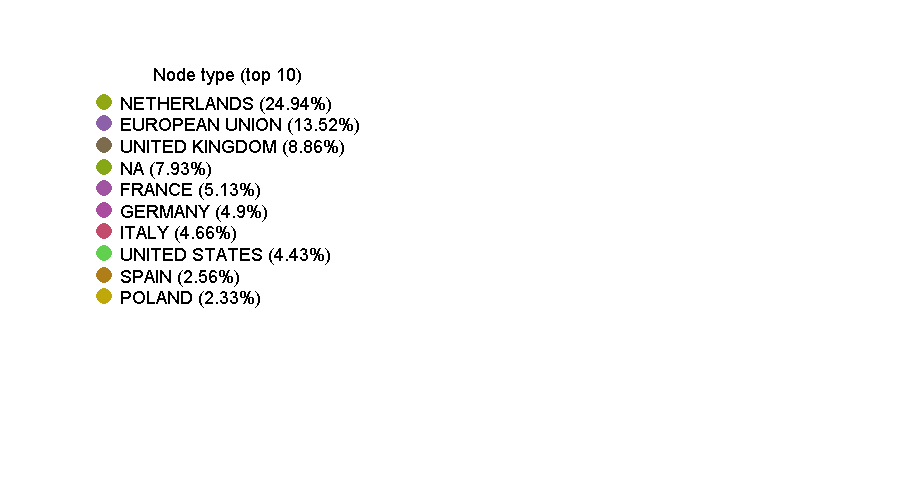 Node type (top 10)
NETHERLANDS (24.94%)
EUROPEAN UNION (13.52%)
UNITED KINGDOM (8.86%)
NA (7.93%)
FRANCE (5.13%)
GERMANY (4.9%)
ITALY (4.66%)
UNITED STATES (4.43%)
SPAIN (2.56%)
POLAND (2.33%)